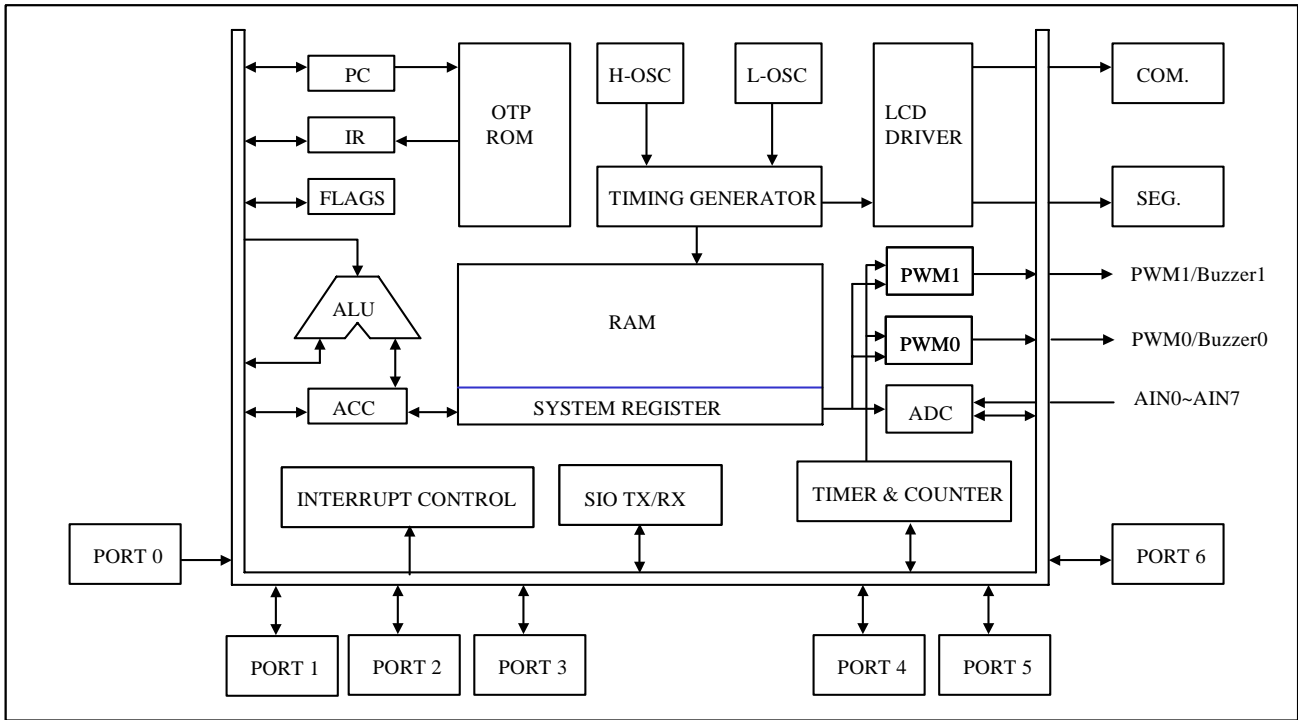 PC
OTP
ROM
H-OSC
L-OSC
LCD
DRIVER
COM.
IR
FLAGS
TIMING GENERATOR
SEG.
ALU
RAM
PWM1
PWM1/Buzzer1
PWM0
PWM0/Buzzer0
ACC
SYSTEM REGISTER
ADC
AIN0~AIN7
INTERRUPT CONTROL
SIO TX/RX
TIMER & COUNTER
PORT 0
PORT 6
PORT 1
PORT 2
PORT 3
PORT 4
PORT 5